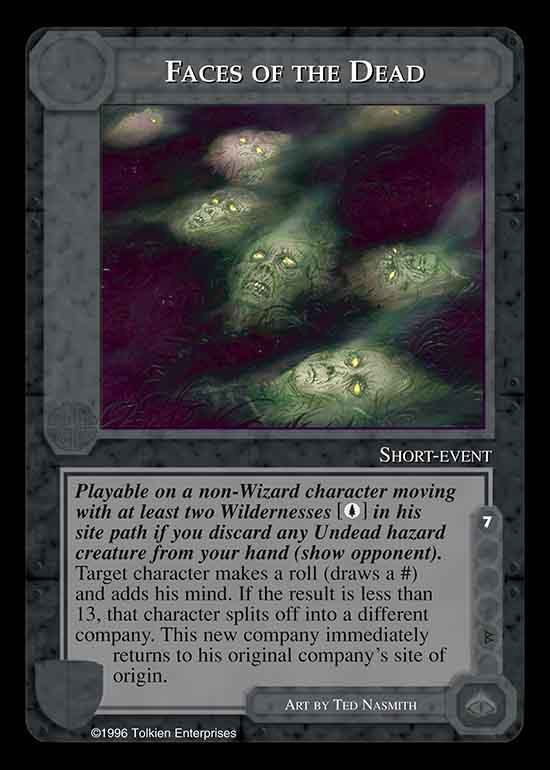 FACES OF THE DEAD
SHORT-EVENT
Playable on a non-Wizard character moving
with at least two Wildernesses [ ] in his
site path if you discard any Undead hazard
creature from your hand (show opponent).
Target character makes a roll (draws a #)
and adds his mind. If the result is less than
13, that character splits off into a different
company. This new company immediately
returns to his original company's site of
origin.
7
ART BY TED NASMITH
©1996 Tolkien Enterprises